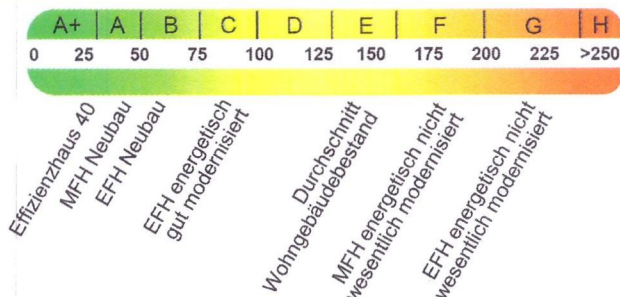 A+ A B C D E F G H
0 25 50 75 100 125 150 175 200 225 >250
Effizienzhaus 40
MFH Neubau
EFH Neubau
EFH energetisch
gut modernisiert
Durchschnitt
Wohngebäudebestand
MFH energetisch nicht
wesentlich modernisiert
EFH energetisch nicht
wesentlich modernisiert